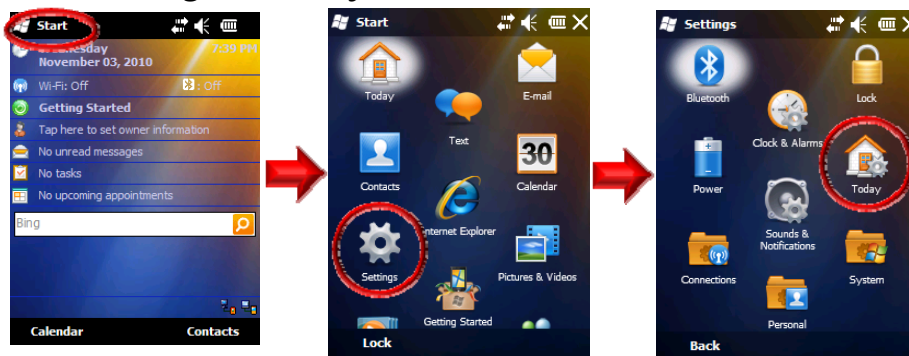 Start
Wednesday
7:39 PM
November 03, 2010
Wi-Fi: Off
: Off
Getting Started
Tap here to set owner information
No unread messages
No tasks
No upcoming appointments
Bing
Calendar Contacts
Start
Today
E-mail
Text
30
Contacts
Calendar
Internet Explorer
Settings
Pictures & Videos
Getting Started
Lock
Settings
Bluetooth
Lock
Clock & Alarms
Power
Today
Sounds &
Notifications
Connections
System
Personal
Back